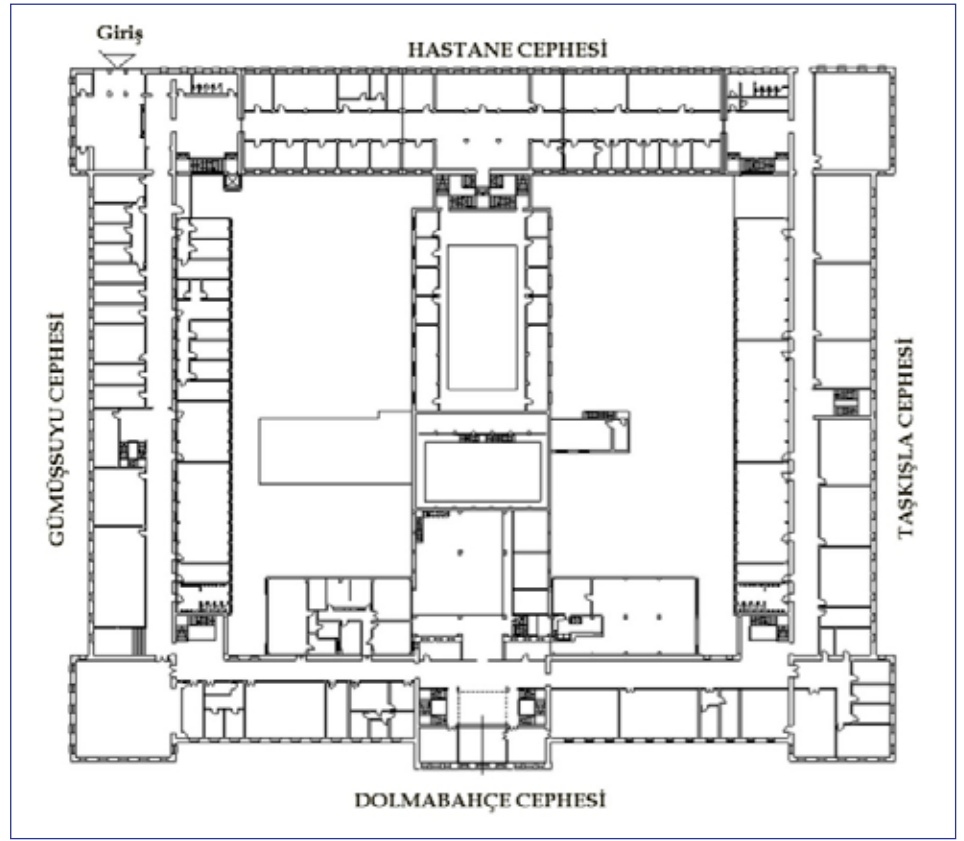 Giriş
HASTANE CEPHESİ
GÜMÜŞSUYU CEPHESİ
TAŞKIŞLA CEPHESİ
DOLMABAHÇE CEPHESİ